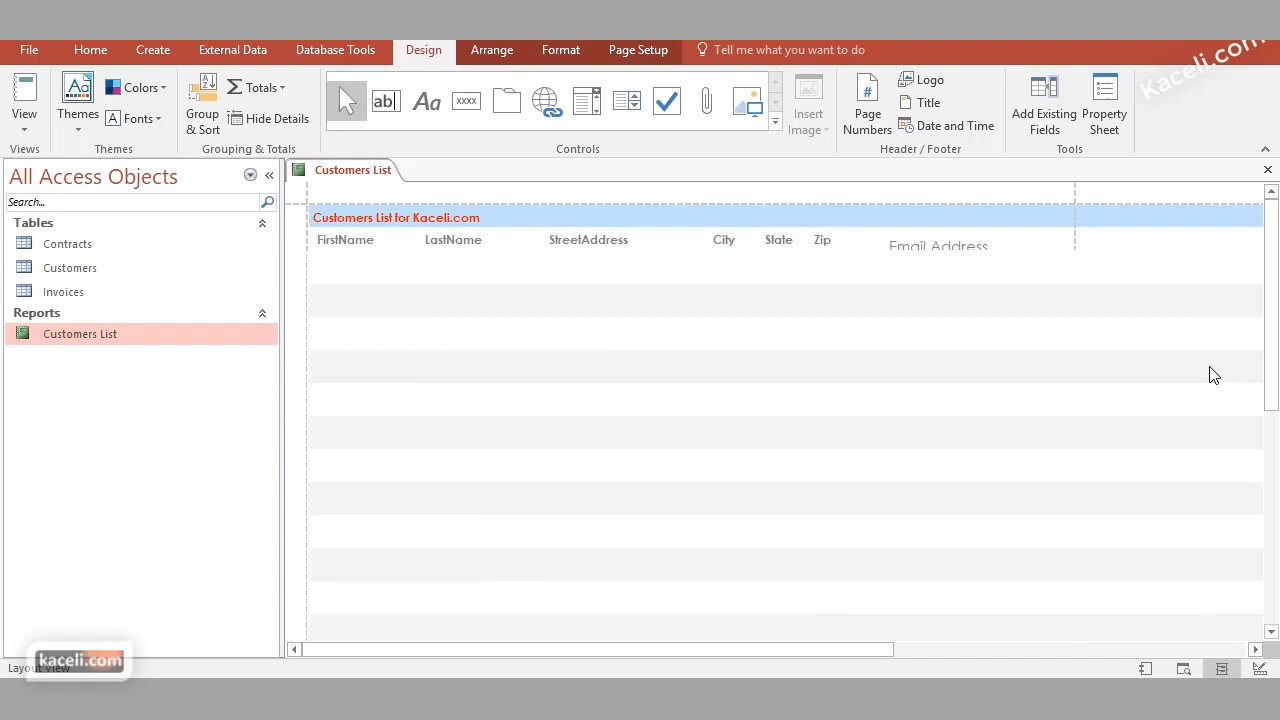 Kaceli.com
File Home Create External Data Database Tools Design Arrange Format Page Setup Tell me what you want to do
View
Views
Aa
Themes
Colors
Fonts
Themes
Group
& Sort
Totals
Hide Details
Grouping & Totals
ab
Aa
xxxx
Controls
Insert
Image
Page
Numbers
Logo
Title
Date and Time
Header / Footer
Add Existing
Fields
Property
Sheet
Tools
All Access Objects
Search...
Tables
Contracts
Customers
Invoices
Reports
Customers List
Customers List
Customers List for Kaceli.com
FirstName LastName StreetAddress City State Zip Email Address
kaceli.com
Layout View